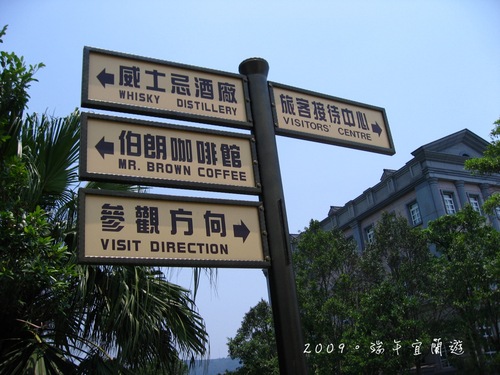 威士忌酒廠
WHISKY DISTILLERY
旅客接待中心
VISITORS' CENTRE
伯朗咖啡館
MR. BROWN COFFEE
參觀方向
VISIT DIRECTION
2009。端午宜蘭遊